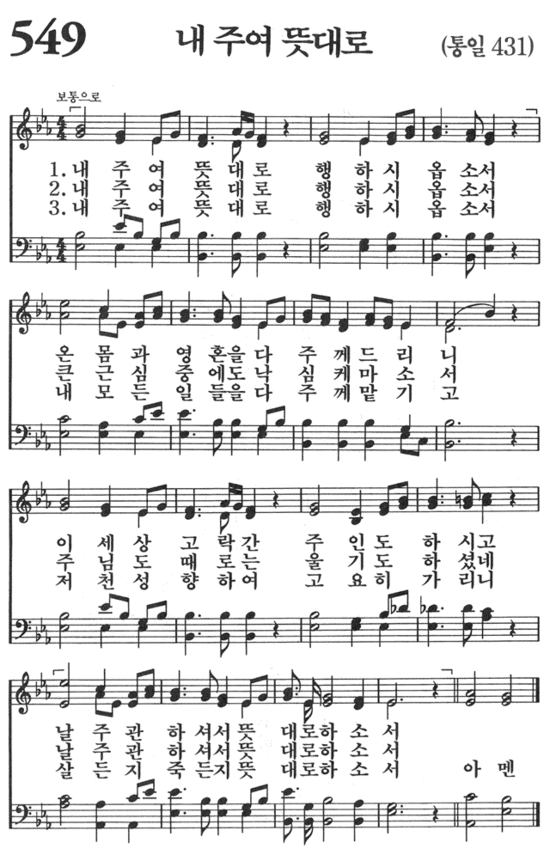 549 내 주여 뜻대로 (통일 431)
보통으로
1. 내 주 여 뜻 대 로 행 하 시 옵 소 서
2. 내 주 여 뜻 대 로 행 하 시 옵 소 서
3. 내 주 여 뜻 대 로 행 하 시 옵 소 서
온 몸 과 영 혼을 다 주 께 드 리 니
큰 근 심 중 에도 낙 심 케 마 소 서
내 모 든 일 들을 다 주 께 맡 기 고
이 세 상 고 락 간 주 인 도 하 시고
주 님 도 때 로 는 울 기 도 하 셨네
저 천 성 향 하 여 고 요 히 가 리니
날 주 관 하 셔서 뜻 대로하 소 서
날 주 관 하 셔서 뜻 대로하 소 서
살 든 지 죽 든지 뜻 대로하 소 서 아 멘